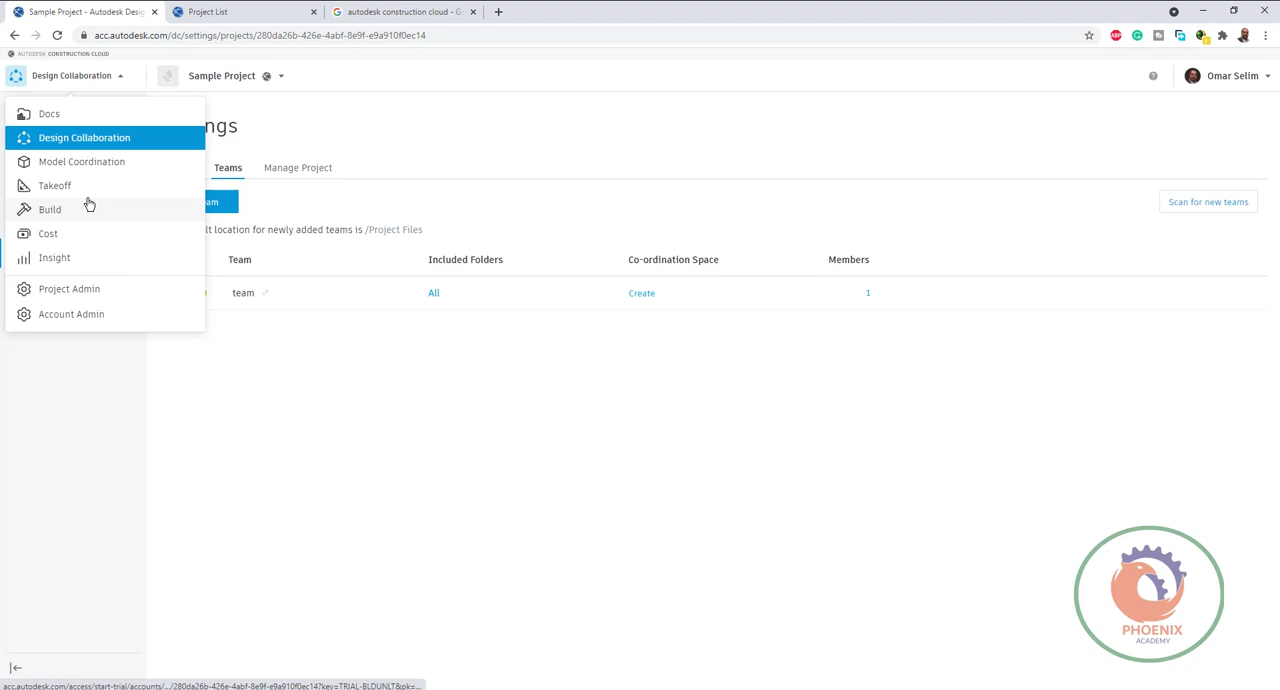 Sample Project - Autodesk Desig
Project List
autodesk construction cloud - G
acc.autodesk.com/dc/settings/projects/280da26b-426e-4abf-8e9f-e9a910f0ec14
AUTODESK CONSTRUCTION CLOUD
Design Collaboration
Sample Project
Omar Selim
Docs
Design Collaboration
Model Coordination
Takeoff
Build
Cost
Insight
Project Admin
Account Admin
ngs
Teams
Manage Project
am
Scan for new teams
lt location for newly added teams is /Project Files
Team
Included Folders
Co-ordination Space
Members
team
All
Create
1
PHOENIX
ACADEMY
acc.autodesk.com/access/start-trial/accounts/.../280da26b-426e-4abf-8e9f-e9a910f0ec14?key=TRIAL-BLDUNLT&pk=...